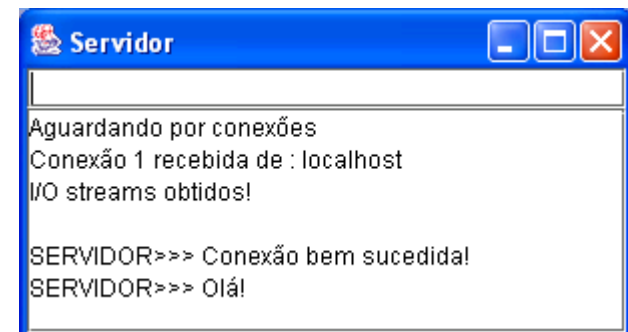 Servidor
Aguardando por conexões
Conexão 1 recebida de : localhost
I/O streams obtidos!
SERVIDOR>>> Conexão bem sucedida!
SERVIDOR>>> Olá!